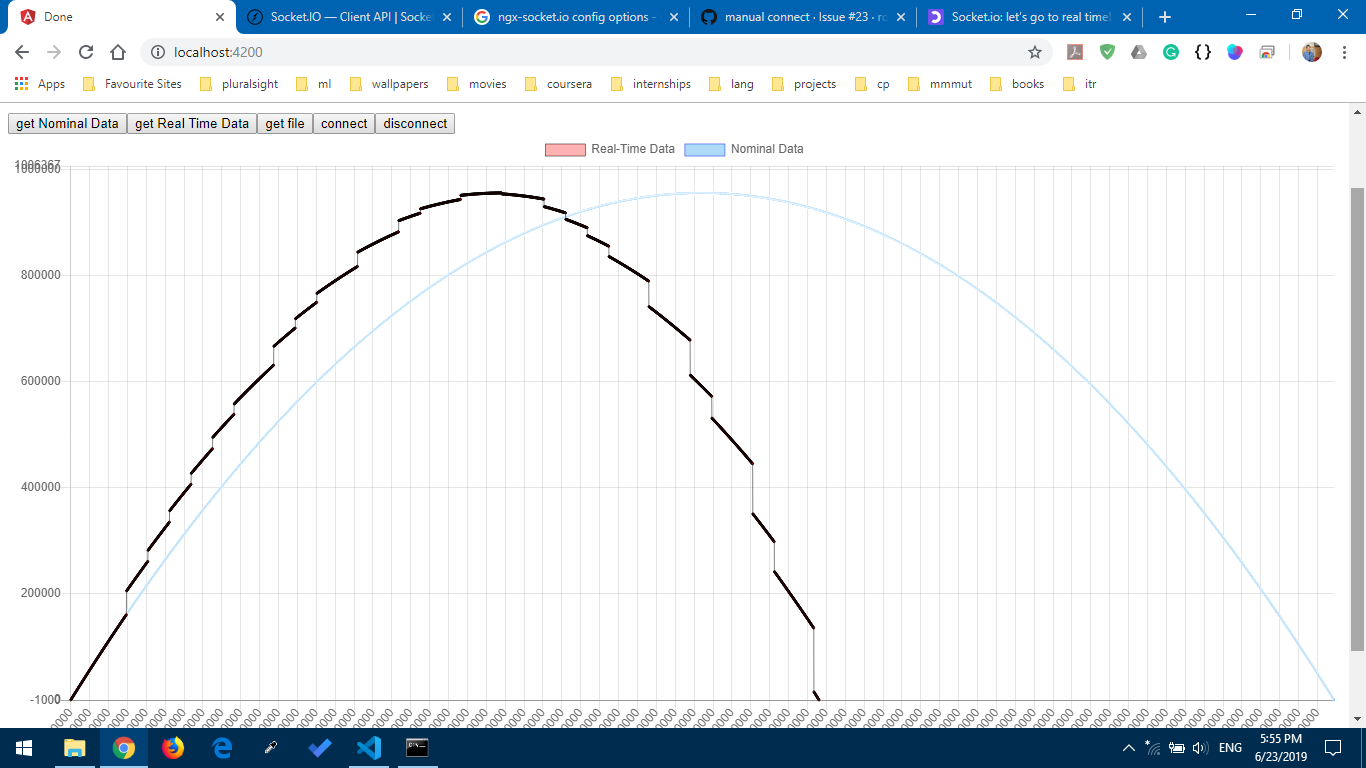 Done
Socket.IO — Client API | Socke
ngx-socket.io config options -
manual connect · Issue #23 · ro
Socket.io: let's go to real time!
localhost:4200
Apps
Favourite Sites
pluralsight
ml
wallpapers
movies
coursera
internships
lang
projects
cp
mmmut
books
itr
get Nominal Data
get Real Time Data
get file
connect
disconnect
Real-Time Data
Nominal Data
1006367
1000000
800000
600000
400000
200000
0
-1000
ENG
5:55 PM
6/23/2019